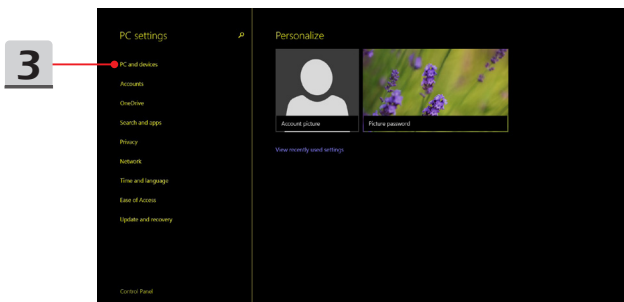 3
PC settings
PC and devices
Accounts
OneDrive
Search and apps
Privacy
Network
Time and language
Ease of Access
Update and recovery
Control Panel
Personalize
Account picture
Picture password
View recently used settings